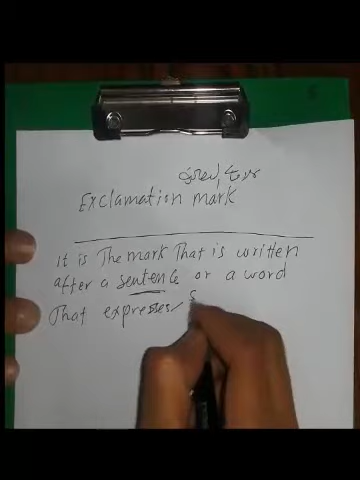 Exclamation mark
It is The mark That is written
after a sentence or a word
That expresses s